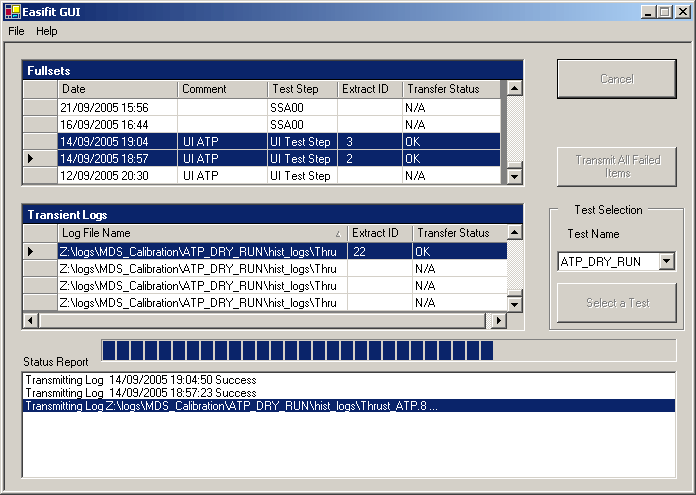 Easifit GUI
File Help
Fullsets
Date Comment Test Step Extract ID Transfer Status
21/09/2005 15:56 SSA00 N/A
16/09/2005 16:44 SSA00 N/A
14/09/2005 19:04 UI ATP UI Test Step 3 OK
14/09/2005 18:57 UI ATP UI Test Step 2 OK
12/09/2005 20:30 UI ATP UI Test Step N/A
Cancel
Transmit All Failed
Items
Transient Logs
Log File Name Extract ID Transfer Status
Z:\logs\MDS_Calibration\ATP_DRY_RUN\hist_logs\Thru 22 OK
Z:\logs\MDS_Calibration\ATP_DRY_RUN\hist_logs\Thru N/A
Z:\logs\MDS_Calibration\ATP_DRY_RUN\hist_logs\Thru N/A
Z:\logs\MDS_Calibration\ATP_DRY_RUN\hist_logs\Thru N/A
Test Selection
Test Name
ATP_DRY_RUN
Select a Test
Status Report
Transmitting Log 14/09/2005 19:04:50 Success
Transmitting Log 14/09/2005 18:57:23 Success
Transmitting Log Z:\logs\MDS_Calibration\ATP_DRY_RUN\hist_logs\Thrust_ATP.8 ...